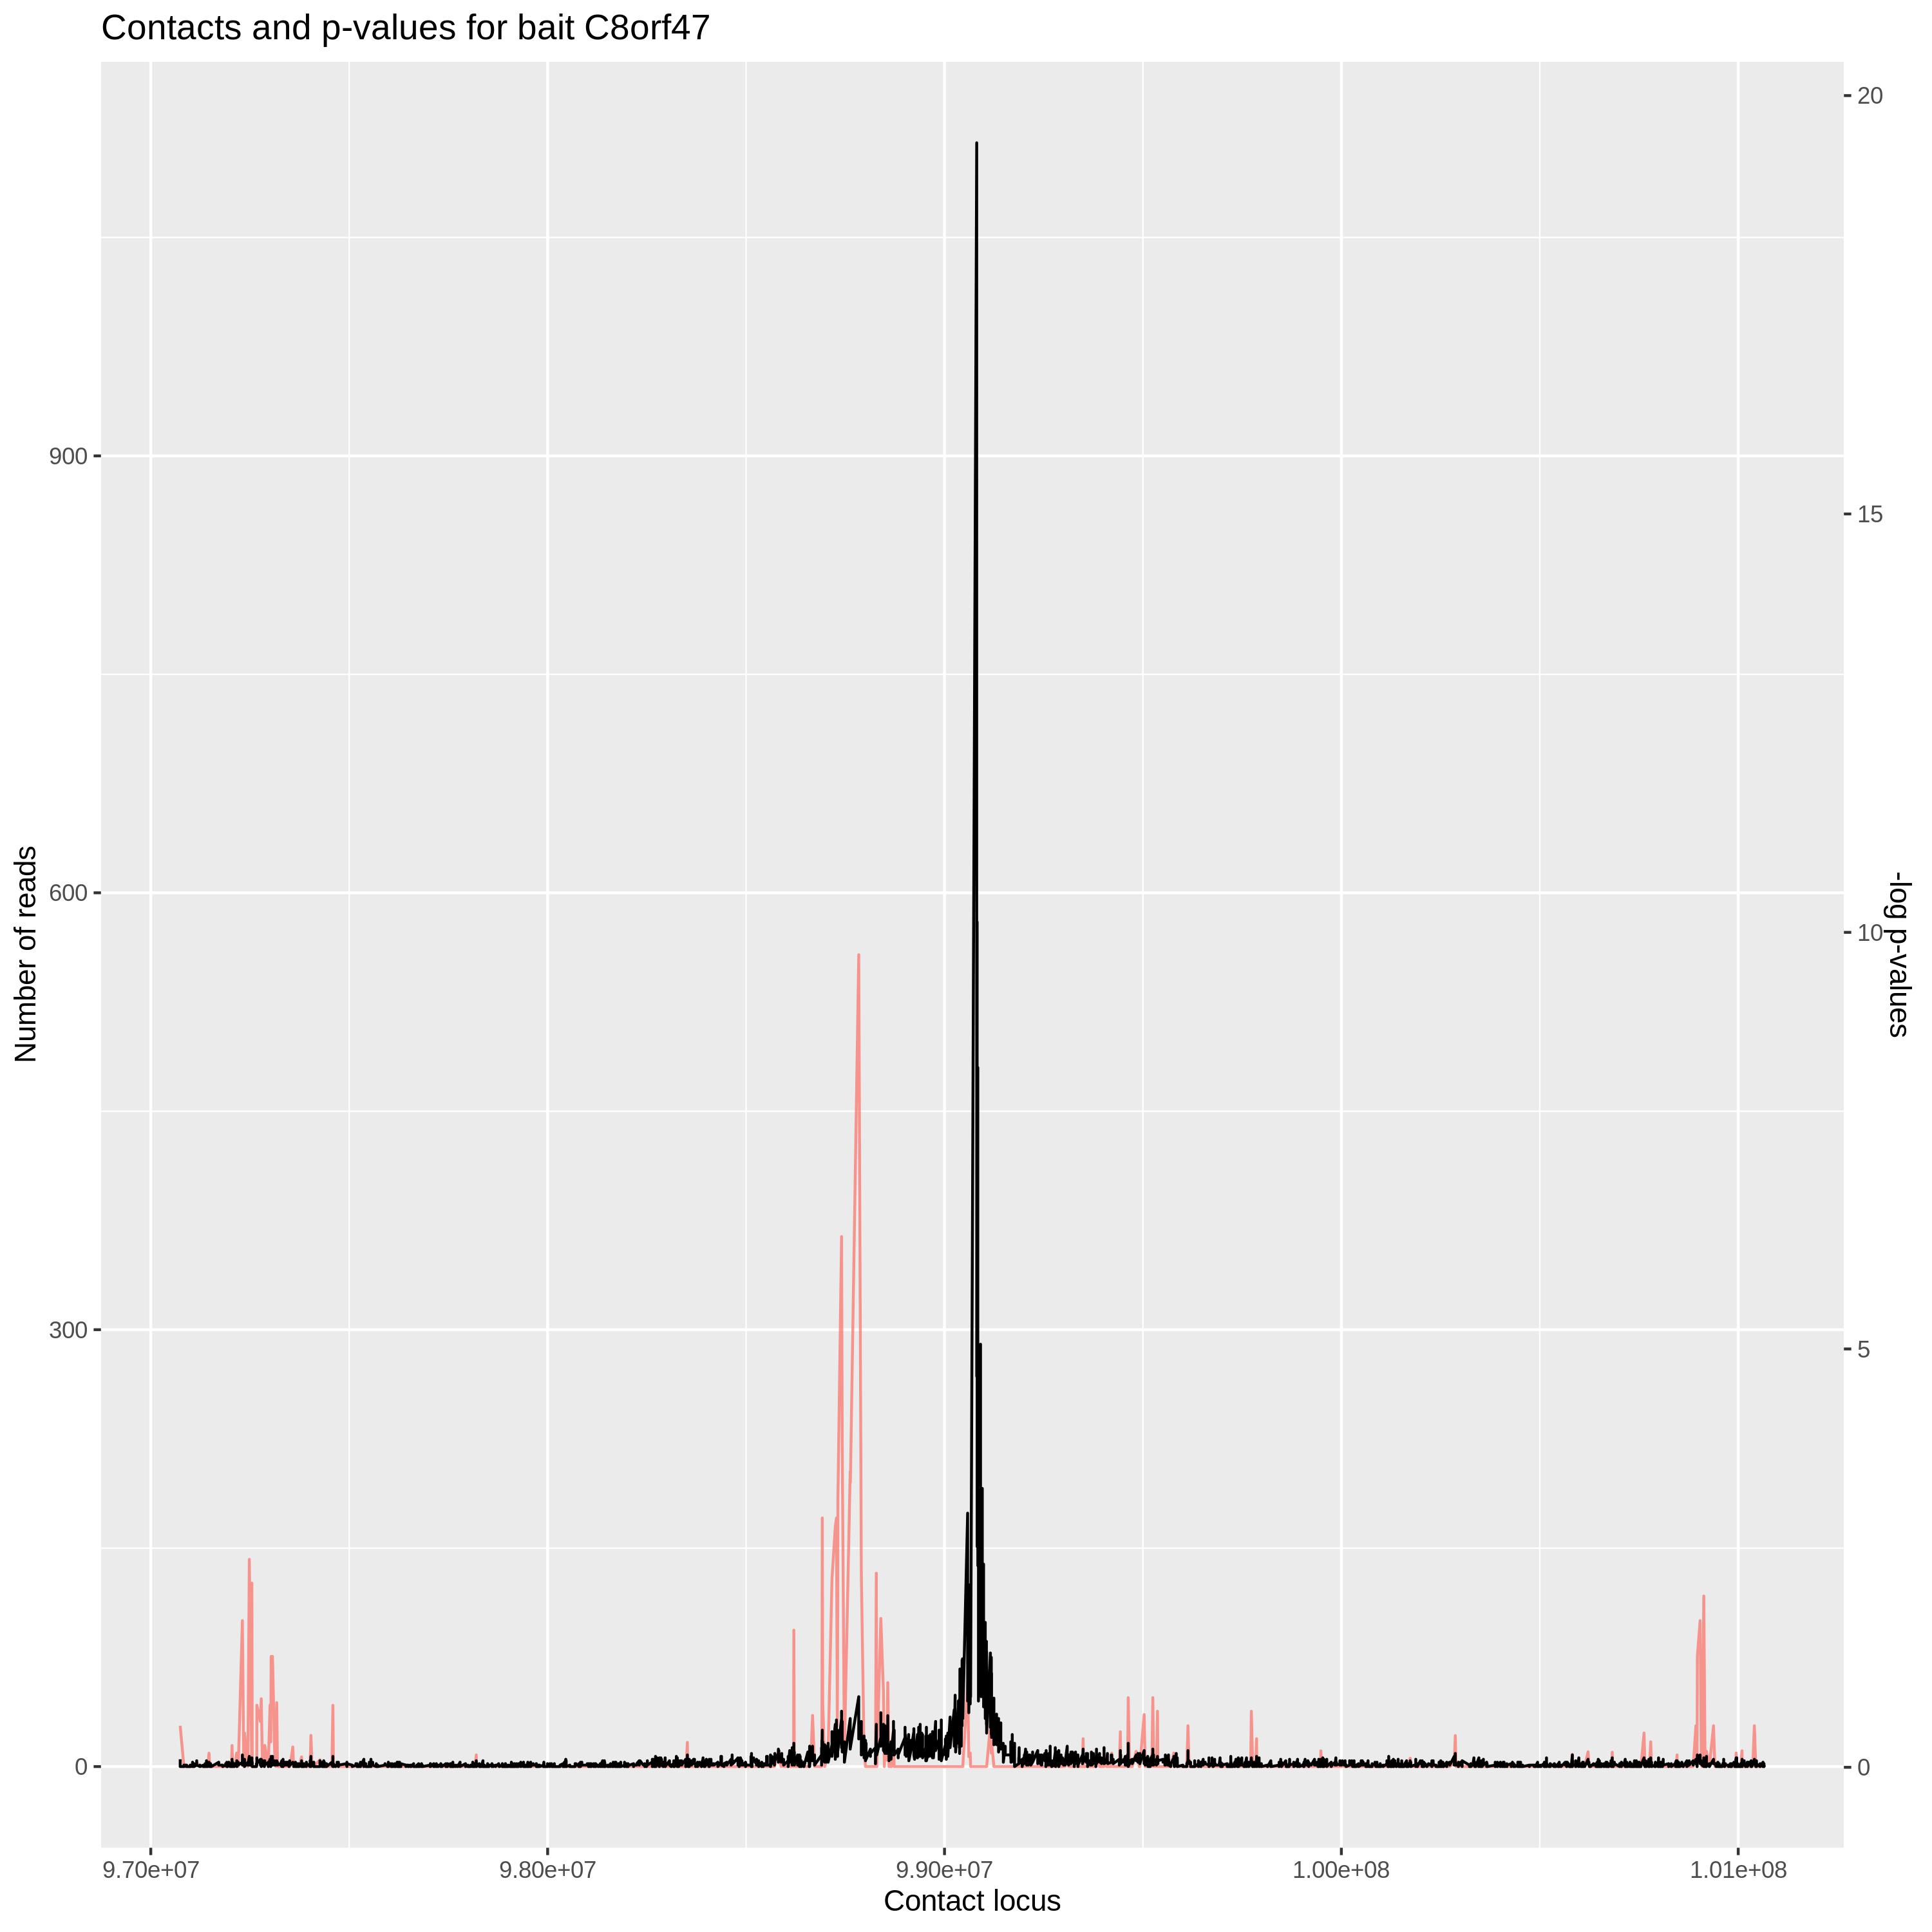 Contacts and p-values for bait C8orf47
20
900
15
Number of reads
600
10
-log p-values
300
5
0
0
9.70e+07
9.80e+07
9.90e+07
1.00e+08
1.01e+08
Contact locus